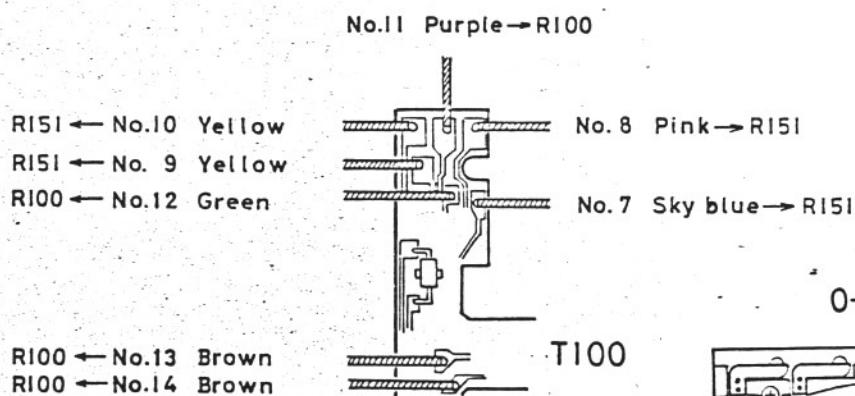 No.11 Purple→R100
R151 ← No.10 Yellow
No. 8 Pink→R151
R151 ← No. 9 Yellow
R100 ← No.12 Green
No. 7 Sky blue→R151
R100 ← No.13 Brown
T100
R100 ← No.14 Brown